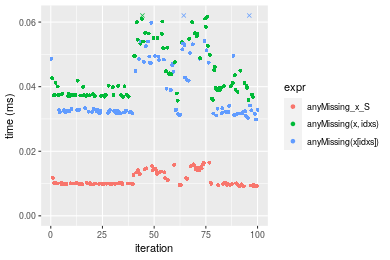 0.06
0.04
0.02
0.00
time (ms)
0
25
50
75
100
iteration
expr
anyMissing_x_S
anyMissing(x, idxs)
anyMissing(x[idxs])